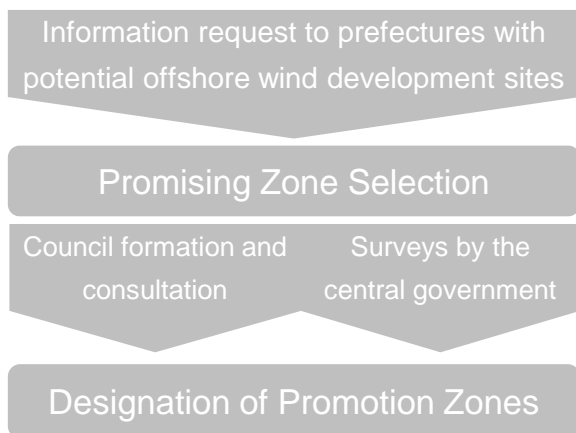 Information request to prefectures with
potential offshore wind development sites
Promising Zone Selection
Council formation and
consultation
Surveys by the
central government
Designation of Promotion Zones